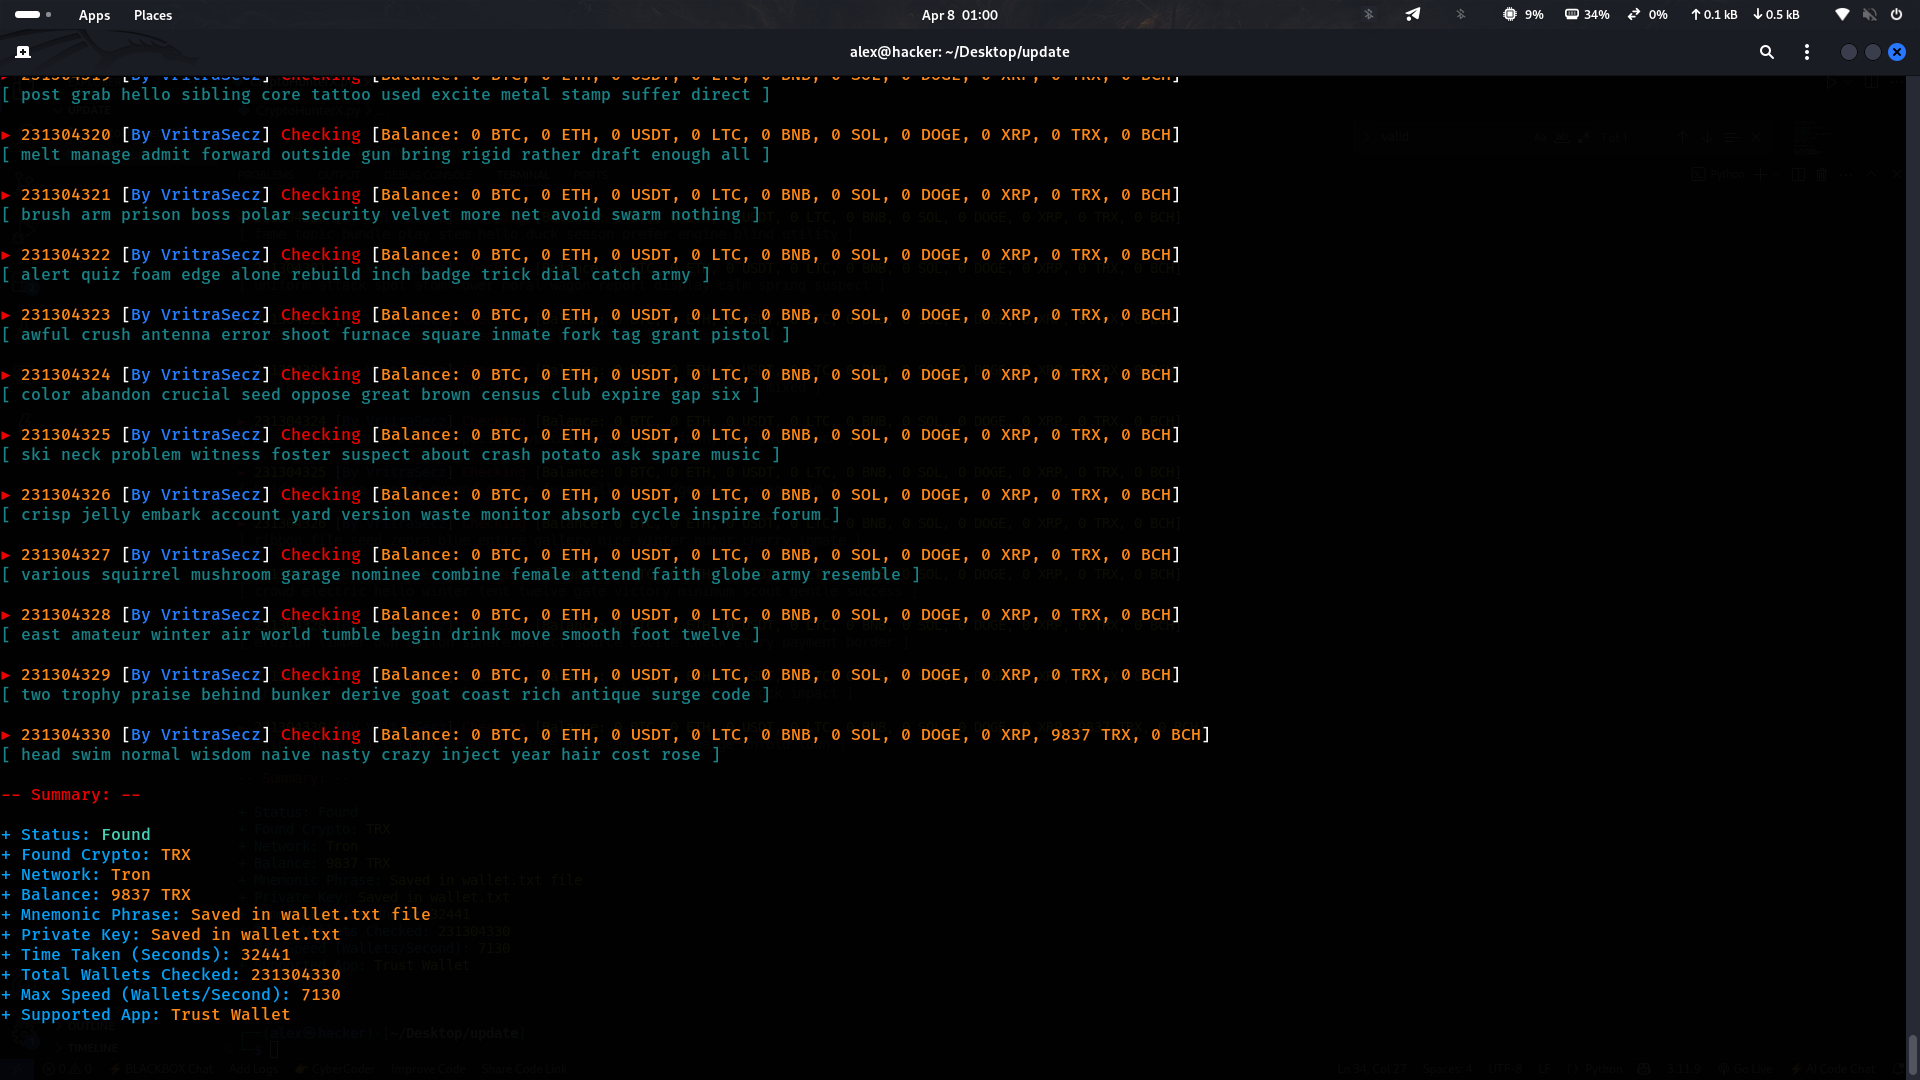 Apps Places Apr 8 01:00 9% 34% 0% 0.1 kB 0.5 kB
alex@hacker: ~/Desktop/update
231304319 [By VritraSecz] Checking [Balance: 0 BTC, 0 ETH, 0 USDT, 0 LTC, 0 BNB, 0 SOL, 0 DOGE, 0 XRP, 0 TRX, 0 BCH]
[ post grab hello sibling core tattoo used excite metal stamp suffer direct ]
▸ 231304320 [By VritraSecz] Checking [Balance: 0 BTC, 0 ETH, 0 USDT, 0 LTC, 0 BNB, 0 SOL, 0 DOGE, 0 XRP, 0 TRX, 0 BCH]
[ melt manage admit forward outside gun bring rigid rather draft enough all ]
▸ 231304321 [By VritraSecz] Checking [Balance: 0 BTC, 0 ETH, 0 USDT, 0 LTC, 0 BNB, 0 SOL, 0 DOGE, 0 XRP, 0 TRX, 0 BCH]
[ brush arm prison boss polar security velvet more net avoid swarm nothing ]
▸ 231304322 [By VritraSecz] Checking [Balance: 0 BTC, 0 ETH, 0 USDT, 0 LTC, 0 BNB, 0 SOL, 0 DOGE, 0 XRP, 0 TRX, 0 BCH]
[ alert quiz foam edge alone rebuild inch badge trick dial catch army ]
▸ 231304323 [By VritraSecz] Checking [Balance: 0 BTC, 0 ETH, 0 USDT, 0 LTC, 0 BNB, 0 SOL, 0 DOGE, 0 XRP, 0 TRX, 0 BCH]
[ awful crush antenna error shoot furnace square inmate fork tag grant pistol ]
▸ 231304324 [By VritraSecz] Checking [Balance: 0 BTC, 0 ETH, 0 USDT, 0 LTC, 0 BNB, 0 SOL, 0 DOGE, 0 XRP, 0 TRX, 0 BCH]
[ color abandon crucial seed oppose great brown census club expire gap six ]
▸ 231304325 [By VritraSecz] Checking [Balance: 0 BTC, 0 ETH, 0 USDT, 0 LTC, 0 BNB, 0 SOL, 0 DOGE, 0 XRP, 0 TRX, 0 BCH]
[ ski neck problem witness foster suspect about crash potato ask spare music ]
▸ 231304326 [By VritraSecz] Checking [Balance: 0 BTC, 0 ETH, 0 USDT, 0 LTC, 0 BNB, 0 SOL, 0 DOGE, 0 XRP, 0 TRX, 0 BCH]
[ crisp jelly embark account yard version waste monitor absorb cycle inspire forum ]
▸ 231304327 [By VritraSecz] Checking [Balance: 0 BTC, 0 ETH, 0 USDT, 0 LTC, 0 BNB, 0 SOL, 0 DOGE, 0 XRP, 0 TRX, 0 BCH]
[ various squirrel mushroom garage nominee combine female attend faith globe army resemble ]
▸ 231304328 [By VritraSecz] Checking [Balance: 0 BTC, 0 ETH, 0 USDT, 0 LTC, 0 BNB, 0 SOL, 0 DOGE, 0 XRP, 0 TRX, 0 BCH]
[ east amateur winter air world tumble begin drink move smooth foot twelve ]
▸ 231304329 [By VritraSecz] Checking [Balance: 0 BTC, 0 ETH, 0 USDT, 0 LTC, 0 BNB, 0 SOL, 0 DOGE, 0 XRP, 0 TRX, 0 BCH]
[ two trophy praise behind bunker derive goat coast rich antique surge code ]
▸ 231304330 [By VritraSecz] Checking [Balance: 0 BTC, 0 ETH, 0 USDT, 0 LTC, 0 BNB, 0 SOL, 0 DOGE, 0 XRP, 9837 TRX, 0 BCH]
[ head swim normal wisdom naive nasty crazy inject year hair cost rose ]
-- Summary: --
+ Status: Found
+ Found Crypto: TRX
+ Network: Tron
+ Balance: 9837 TRX
+ Mnemonic Phrase: Saved in wallet.txt file
+ Private Key: Saved in wallet.txt
+ Time Taken (Seconds): 32441
+ Total Wallets Checked: 231304330
+ Max Speed (Wallets/Second): 7130
+ Supported App: Trust Wallet